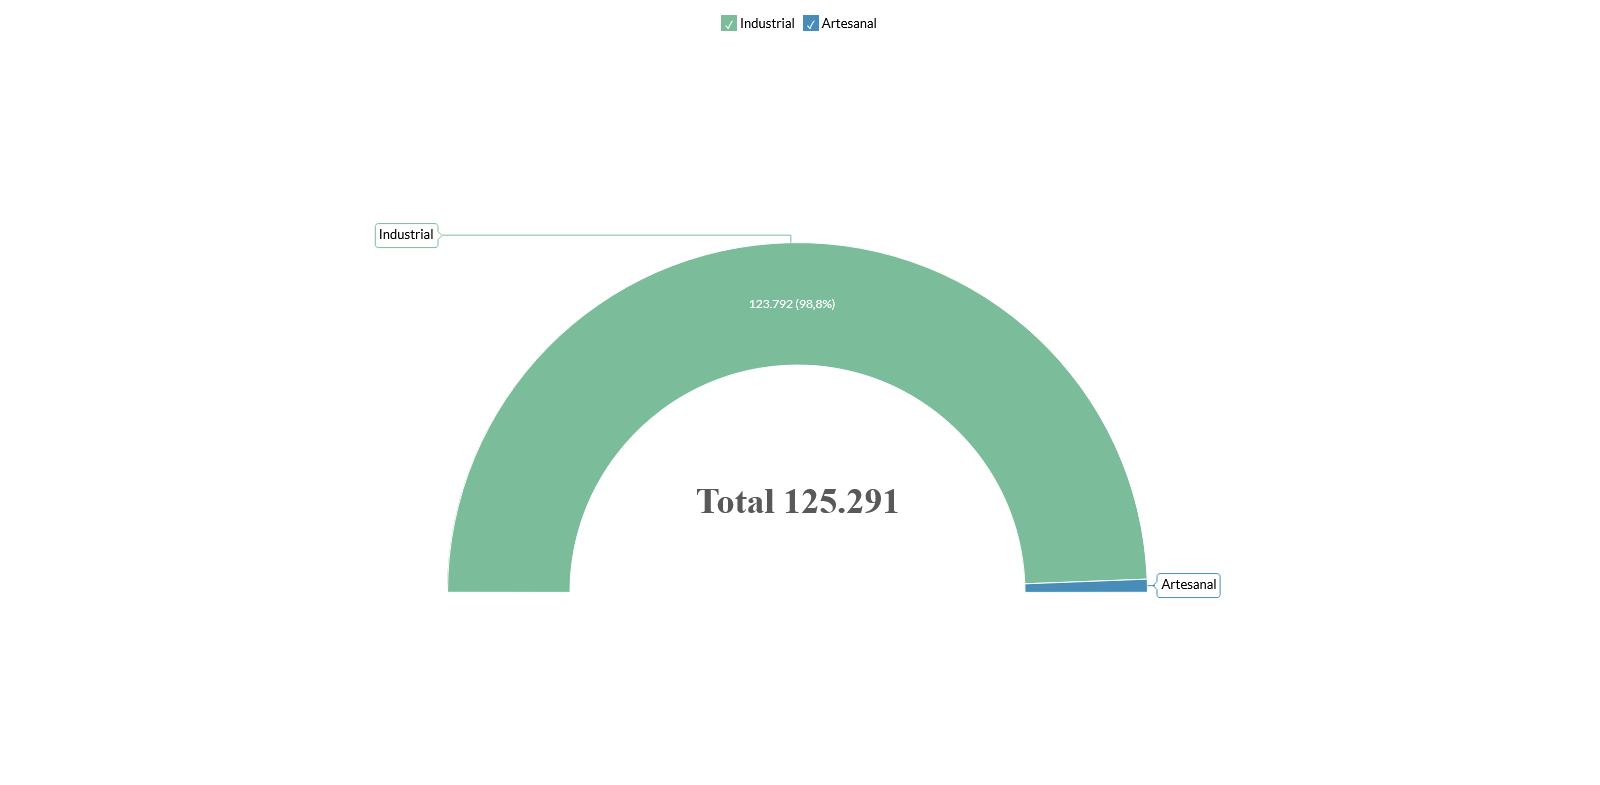 Industrial Artesanal
Industrial
123.792 (98,8%)
Total 125.291
Artesanal